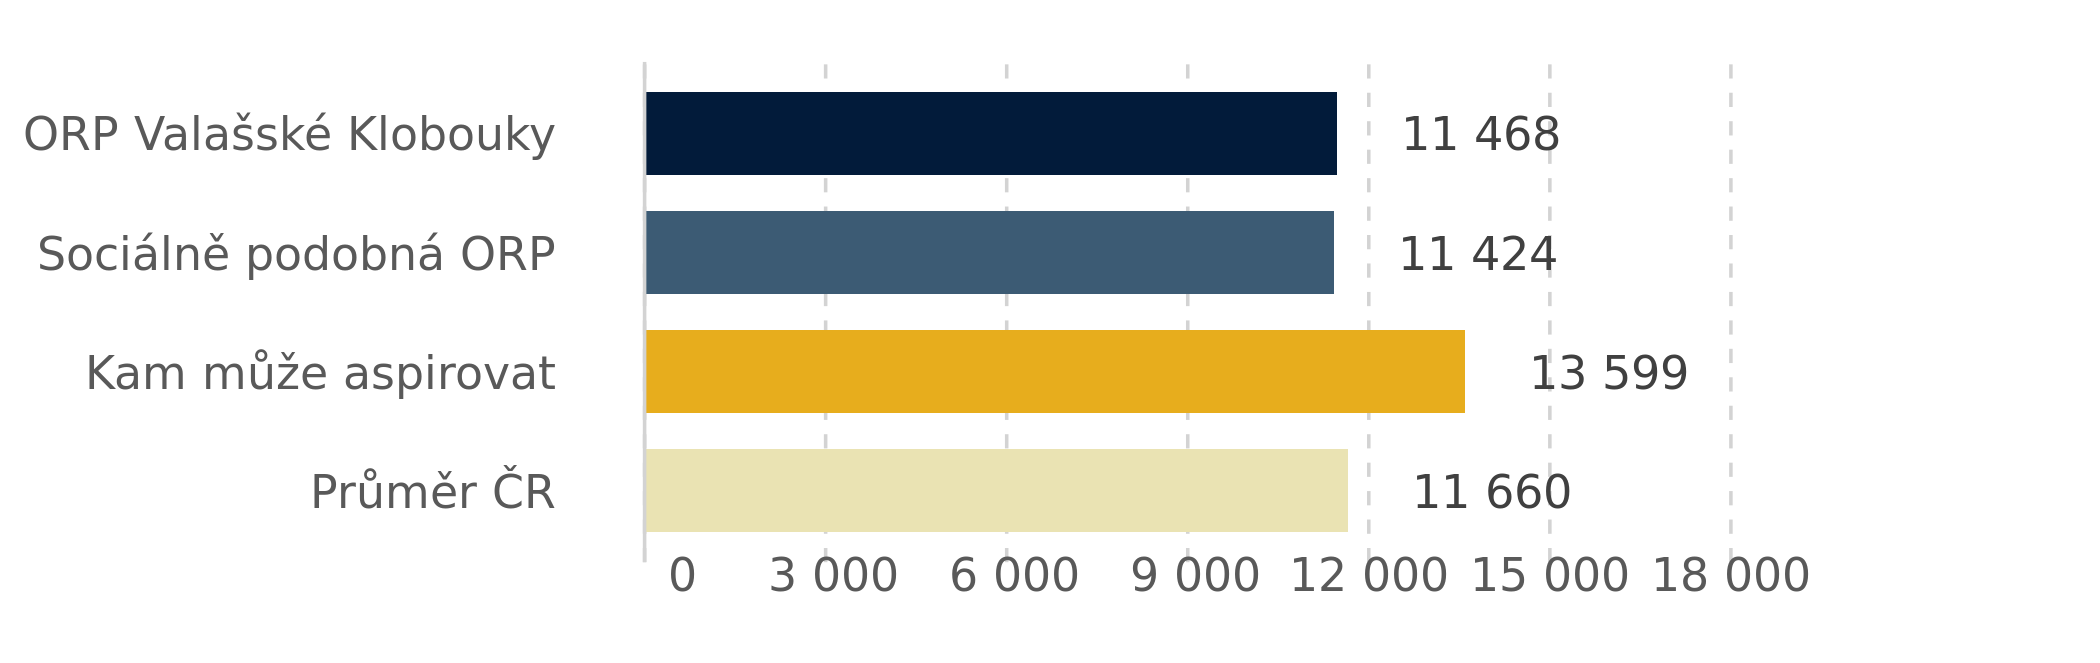 ORP Valašské Klobouky 11 468
Sociálně podobná ORP 11 424
Kam může aspirovat 13 599
Průměr ČR 11 660
0 3 000 6 000 9 000 12 000 15 000 18 000